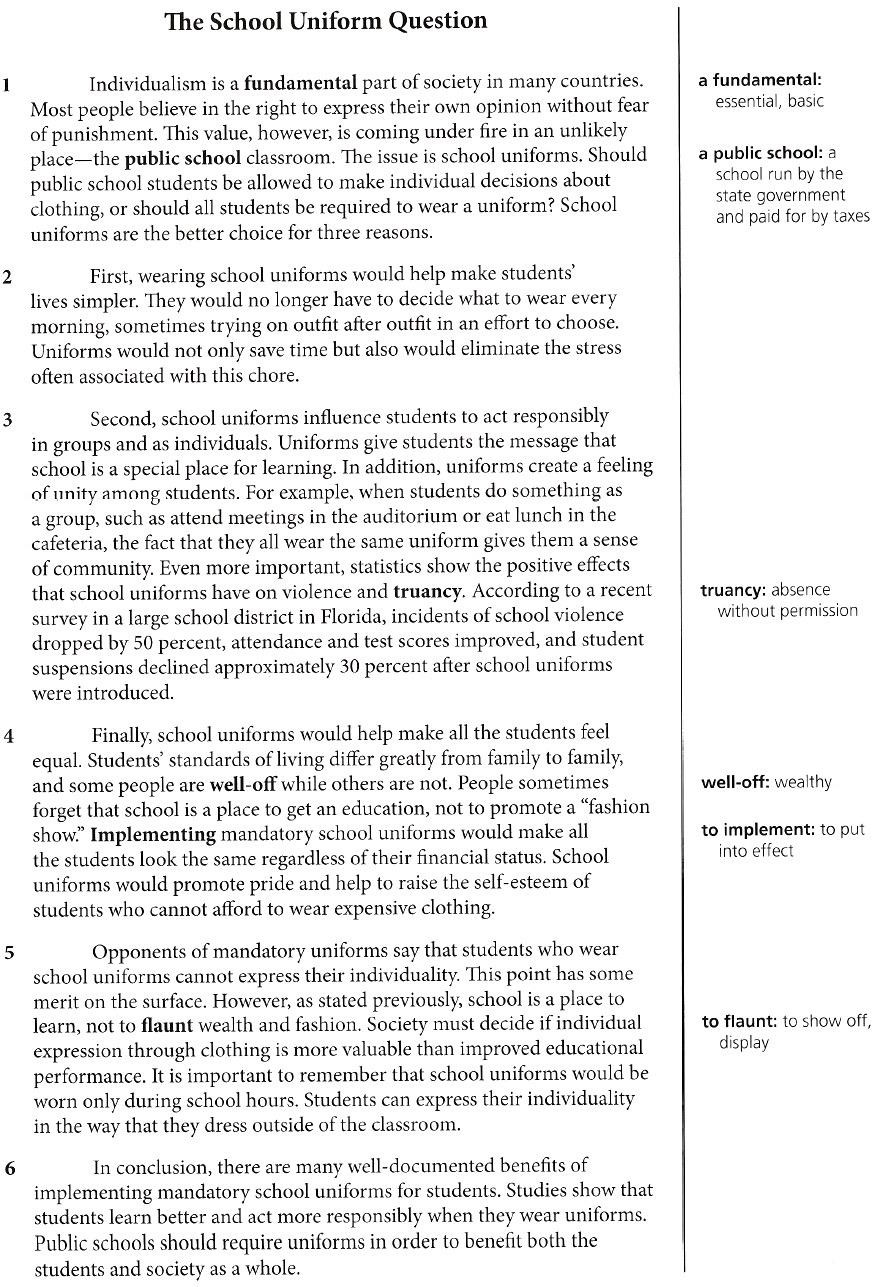 The School Uniform Question
1 Individualism is a fundamental part of society in many countries.
Most people believe in the right to express their own opinion without fear
of punishment. This value, however, is coming under fire in an unlikely
place—the public school classroom. The issue is school uniforms. Should
public school students be allowed to make individual decisions about
clothing, or should all students be required to wear a uniform? School
uniforms are the better choice for three reasons.
a fundamental:
essential, basic
a public school: a
school run by the
state government
and paid for by taxes
2 First, wearing school uniforms would help make students’
lives simpler. They would no longer have to decide what to wear every
morning, sometimes trying on outfit after outfit in an effort to choose.
Uniforms would not only save time but also would eliminate the stress
often associated with this chore.
3 Second, school uniforms influence students to act responsibly
in groups and as individuals. Uniforms give students the message that
school is a special place for learning. In addition, uniforms create a feeling
of unity among students. For example, when students do something as
a group, such as attend meetings in the auditorium or eat lunch in the
cafeteria, the fact that they all wear the same uniform gives them a sense
of community. Even more important, statistics show the positive effects
that school uniforms have on violence and truancy. According to a recent
survey in a large school district in Florida, incidents of school violence
dropped by 50 percent, attendance and test scores improved, and student
suspensions declined approximately 30 percent after school uniforms
were introduced.
truancy: absence
without permission
4 Finally, school uniforms would help make all the students feel
equal. Students’ standards of living differ greatly from family to family,
and some people are well-off while others are not. People sometimes
forget that school is a place to get an education, not to promote a “fashion
show.” Implementing mandatory school uniforms would make all
the students look the same regardless of their financial status. School
uniforms would promote pride and help to raise the self-esteem of
students who cannot afford to wear expensive clothing.
well-off: wealthy
to implement: to put
into effect
5 Opponents of mandatory uniforms say that students who wear
school uniforms cannot express their individuality. This point has some
merit on the surface. However, as stated previously, school is a place to
learn, not to flaunt wealth and fashion. Society must decide if individual
expression through clothing is more valuable than improved educational
performance. It is important to remember that school uniforms would be
worn only during school hours. Students can express their individuality
in the way that they dress outside of the classroom.
to flaunt: to show off,
display
6 In conclusion, there are many well-documented benefits of
implementing mandatory school uniforms for students. Studies show that
students learn better and act more responsibly when they wear uniforms.
Public schools should require uniforms in order to benefit both the
students and society as a whole.